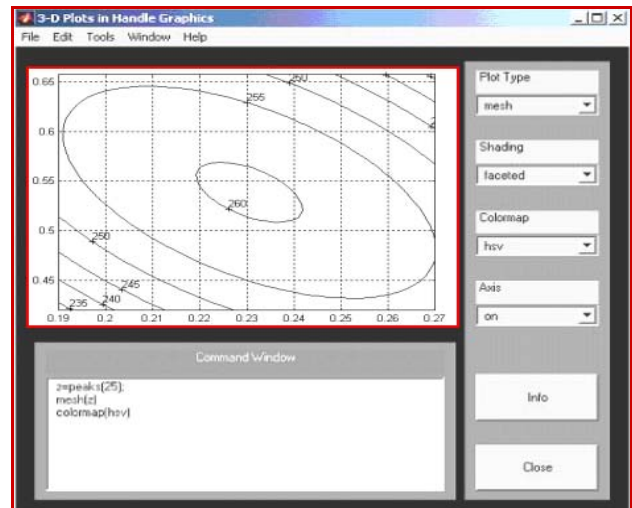 3-D Plots in Handle Graphics
File Edit Tools Window Help
0.65
0.6
0.55
0.5
0.45
0.19 0.2 0.21 0.22 0.23 0.24 0.25 0.26 0.27
250
255
260
250
245
240
235
Plot Type
mesh
Shading
faceted
Colormap
hsv
Axis
on
Info
Close
Command Window
z=peaks(25);
mesh(z)
colormap(hsv)